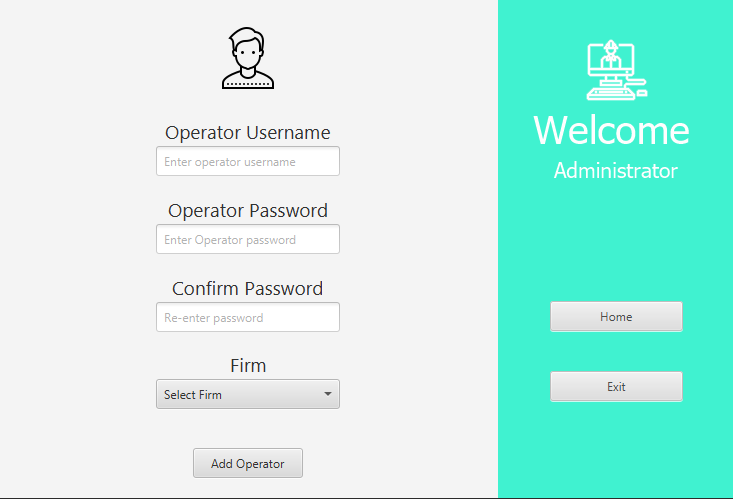 Operator Username
Enter operator username
Operator Password
Enter Operator password
Confirm Password
Re-enter password
Firm
Select Firm
Add Operator
Welcome
Administrator
Home
Exit